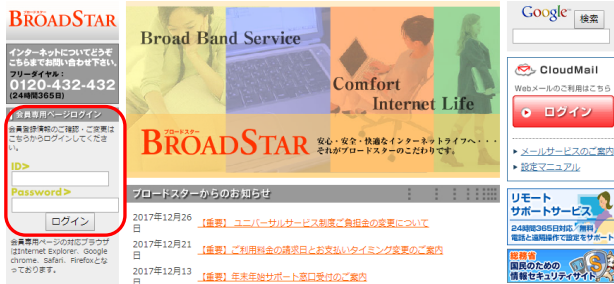 ブロードスター
BROADSTAR
インターネットについてどうぞ
こちらまでお問い合わせ下さい。
フリーダイヤル：
0120-432-432
(24時間365日)
会員専用ページログイン
会員登録情報のご確認・ご変更は
こちらからログインしてくださ
い。
ID>
Password>
ログイン
会員専用ページの対応ブラウザ
はInternet Explorer、Google
chrome、Safari、Firefoxとな
っております。
Broad Band Service
Comfort
Internet Life
ブロードスター
BROADSTAR
安心・安全・快適なインターネットライフへ・・・
それがブロードスターのこだわりです。
ブロードスターからのお知らせ
2017年12月26日
【重要】 ユニバーサルサービス制度ご負担金の変更について
2017年12月21日
【重要】ご利用料金の請求日とお支払いタイミング変更のご案内
2017年12月13日
【重要】年末年始サポート窓口受付のご案内
Google 検索
CloudMail
Webメールのご利用はこちら
ログイン
メールサービスのご案内
設定マニュアル
リモート
サポートサービス
24時間365日対応 無料
電話と遠隔操作で設定をサポート
総務省
国民のための
情報セキュリティサイト